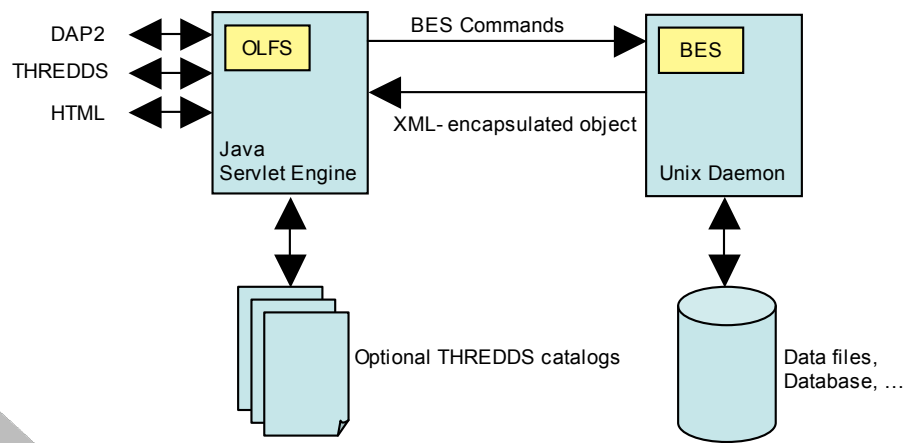 DAP2
THREDDS
HTML
OLFS
Java
Servlet Engine
BES Commands
XML- encapsulated object
BES
Unix Daemon
Optional THREDDS catalogs
Data files,
Database, …